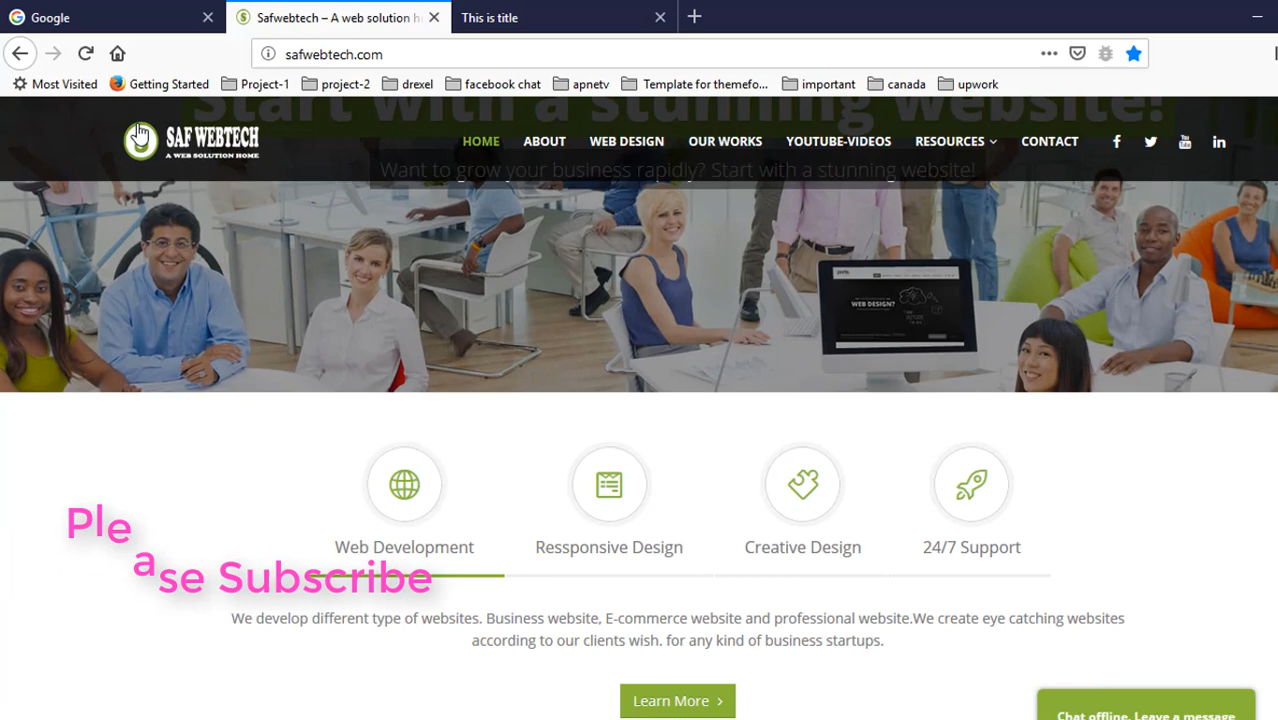 Google
Safwebtech – A web solution h
This is title
safwebtech.com
Most Visited
Getting Started
Project-1
project-2
drexel
facebook chat
apnetv
Template for themefo...
important
canada
upwork
Start with a stunning website!
SAF WEBTECH
A WEB SOLUTION HOME
HOME
ABOUT
WEB DESIGN
OUR WORKS
YOUTUBE-VIDEOS
RESOURCES
CONTACT
Want to grow your business rapidly? Start with a stunning website!
WEB DESIGN?
Web Development
Ressponsive Design
Creative Design
24/7 Support
Please Subscribe
We develop different type of websites. Business website, E-commerce website and professional website.We create eye catching websites
according to our clients wish. for any kind of business startups.
Learn More
Chat offline. Leave a message